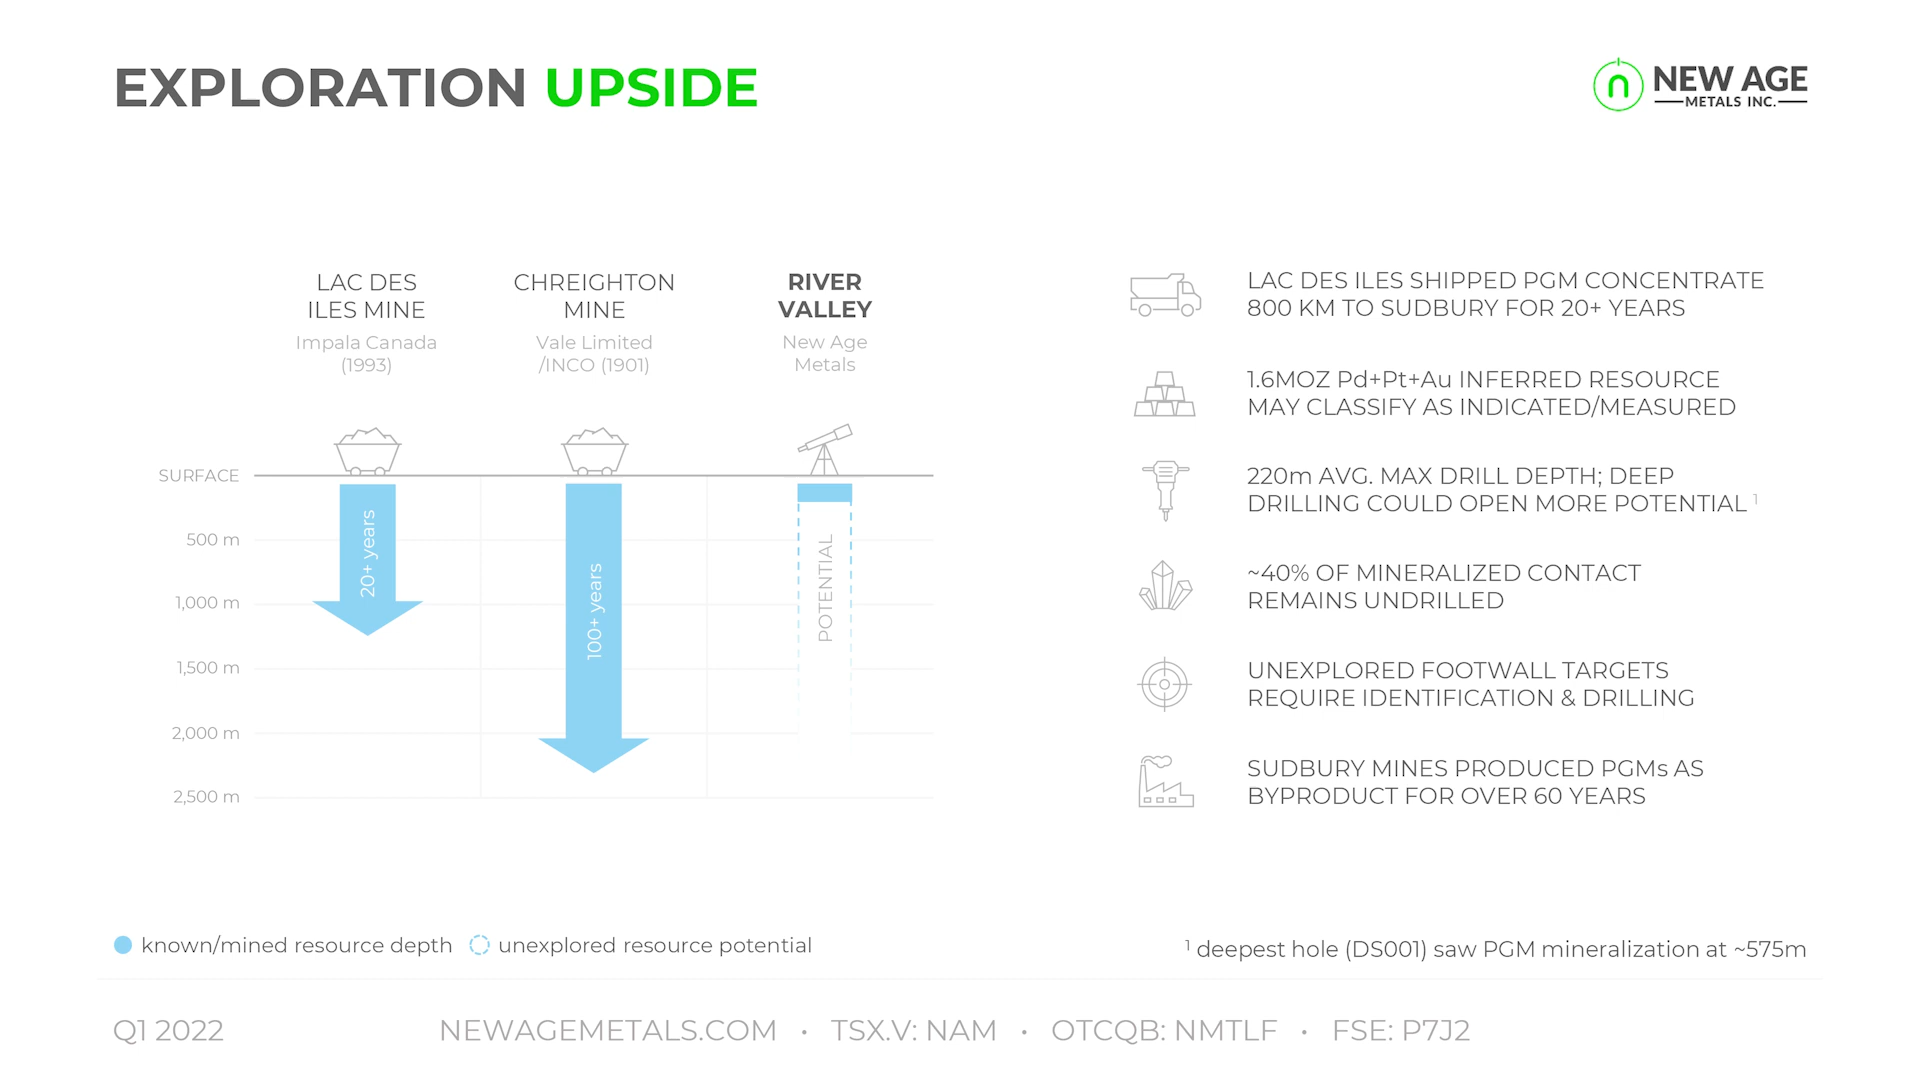 EXPLORATION UPSIDE
n NEW AGE
METALS INC.
LAC DES
ILES MINE
Impala Canada
(1993)
CHREIGHTON
MINE
Vale Limited
/INCO (1901)
RIVER
VALLEY
New Age
Metals
SURFACE
500 m
1,000 m
1,500 m
2,000 m
2,500 m
20+ years
100+ years
POTENTIAL
LAC DES ILES SHIPPED PGM CONCENTRATE
800 KM TO SUDBURY FOR 20+ YEARS
1.6MOZ Pd+Pt+Au INFERRED RESOURCE
MAY CLASSIFY AS INDICATED/MEASURED
220m AVG. MAX DRILL DEPTH; DEEP
DRILLING COULD OPEN MORE POTENTIAL ¹
~40% OF MINERALIZED CONTACT
REMAINS UNDRILLED
UNEXPLORED FOOTWALL TARGETS
REQUIRE IDENTIFICATION & DRILLING
SUDBURY MINES PRODUCED PGMs AS
BYPRODUCT FOR OVER 60 YEARS
known/mined resource depth
unexplored resource potential
¹ deepest hole (DS001) saw PGM mineralization at ~575m
Q1 2022
NEWAGEMETALS.COM • TSX.V: NAM • OTCQB: NMTLF • FSE: P7J2